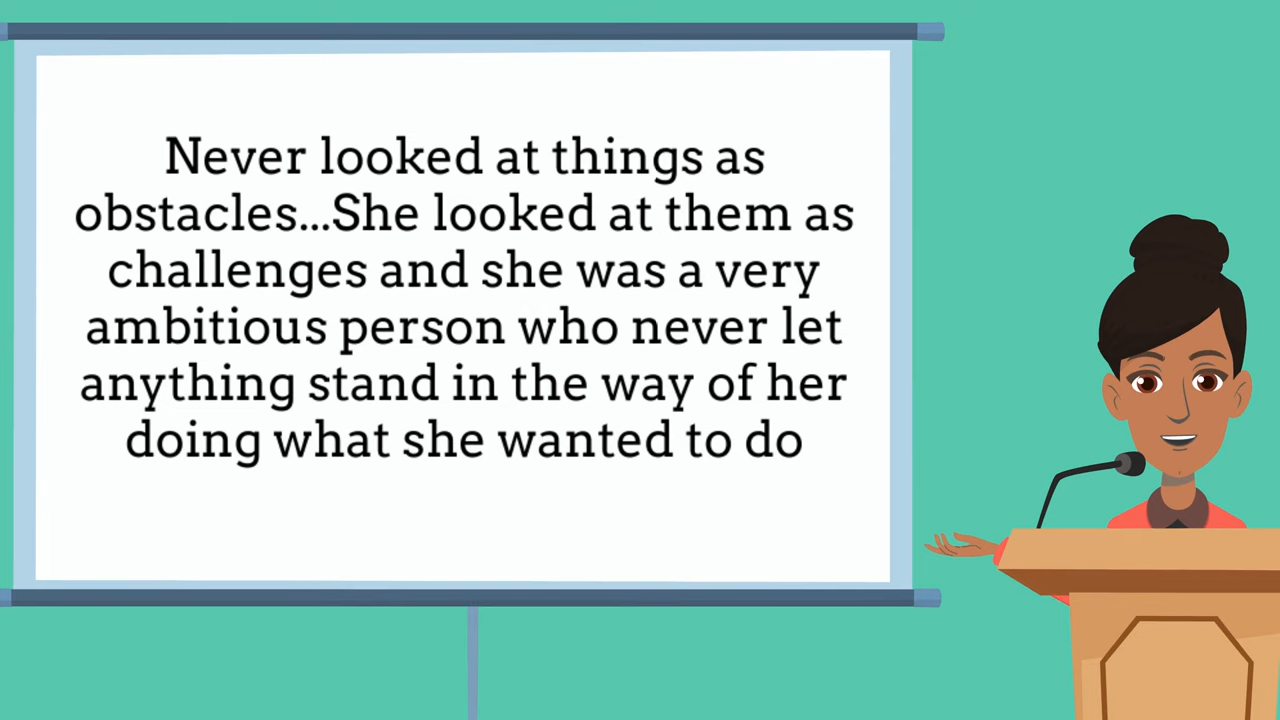 Never looked at things as
obstacles...She looked at them as
challenges and she was a very
ambitious person who never let
anything stand in the way of her
doing what she wanted to do